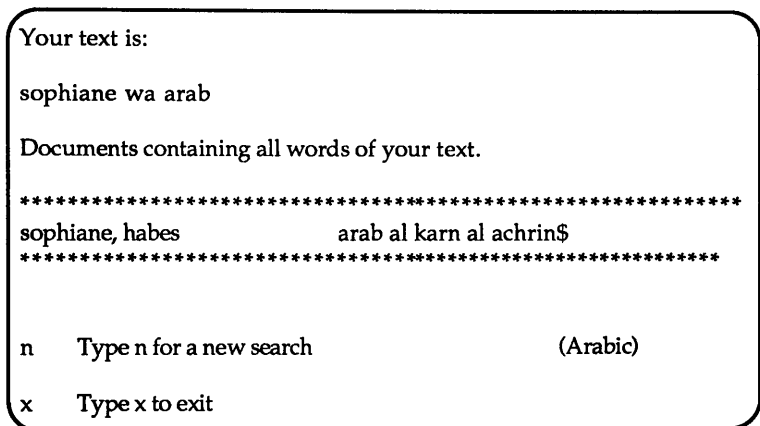 Your text is:
sophiane wa arab
Documents containing all words of your text.
*************************************************************
sophiane, habes arab al karn al achrin$
***********************************************************
n Type n for a new search (Arabic)
x Type x to exit